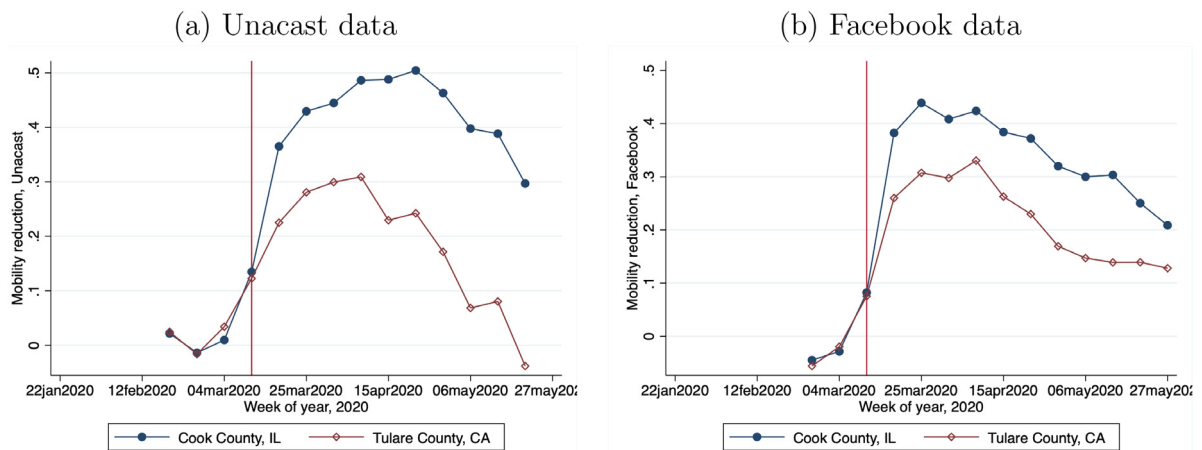 (a) Unacast data
Mobility reduction, Unacast
.5
.4
.3
.2
.1
0
22jan2020 12feb2020 04mar2020 25mar2020 15apr2020 06may2020 27may202
Week of year, 2020
Cook County, IL Tulare County, CA
(b) Facebook data
Mobility reduction, Facebook
.5
.4
.3
.2
.1
0
22jan2020 12feb2020 04mar2020 25mar2020 15apr2020 06may2020 27may202
Week of year, 2020
Cook County, IL Tulare County, CA